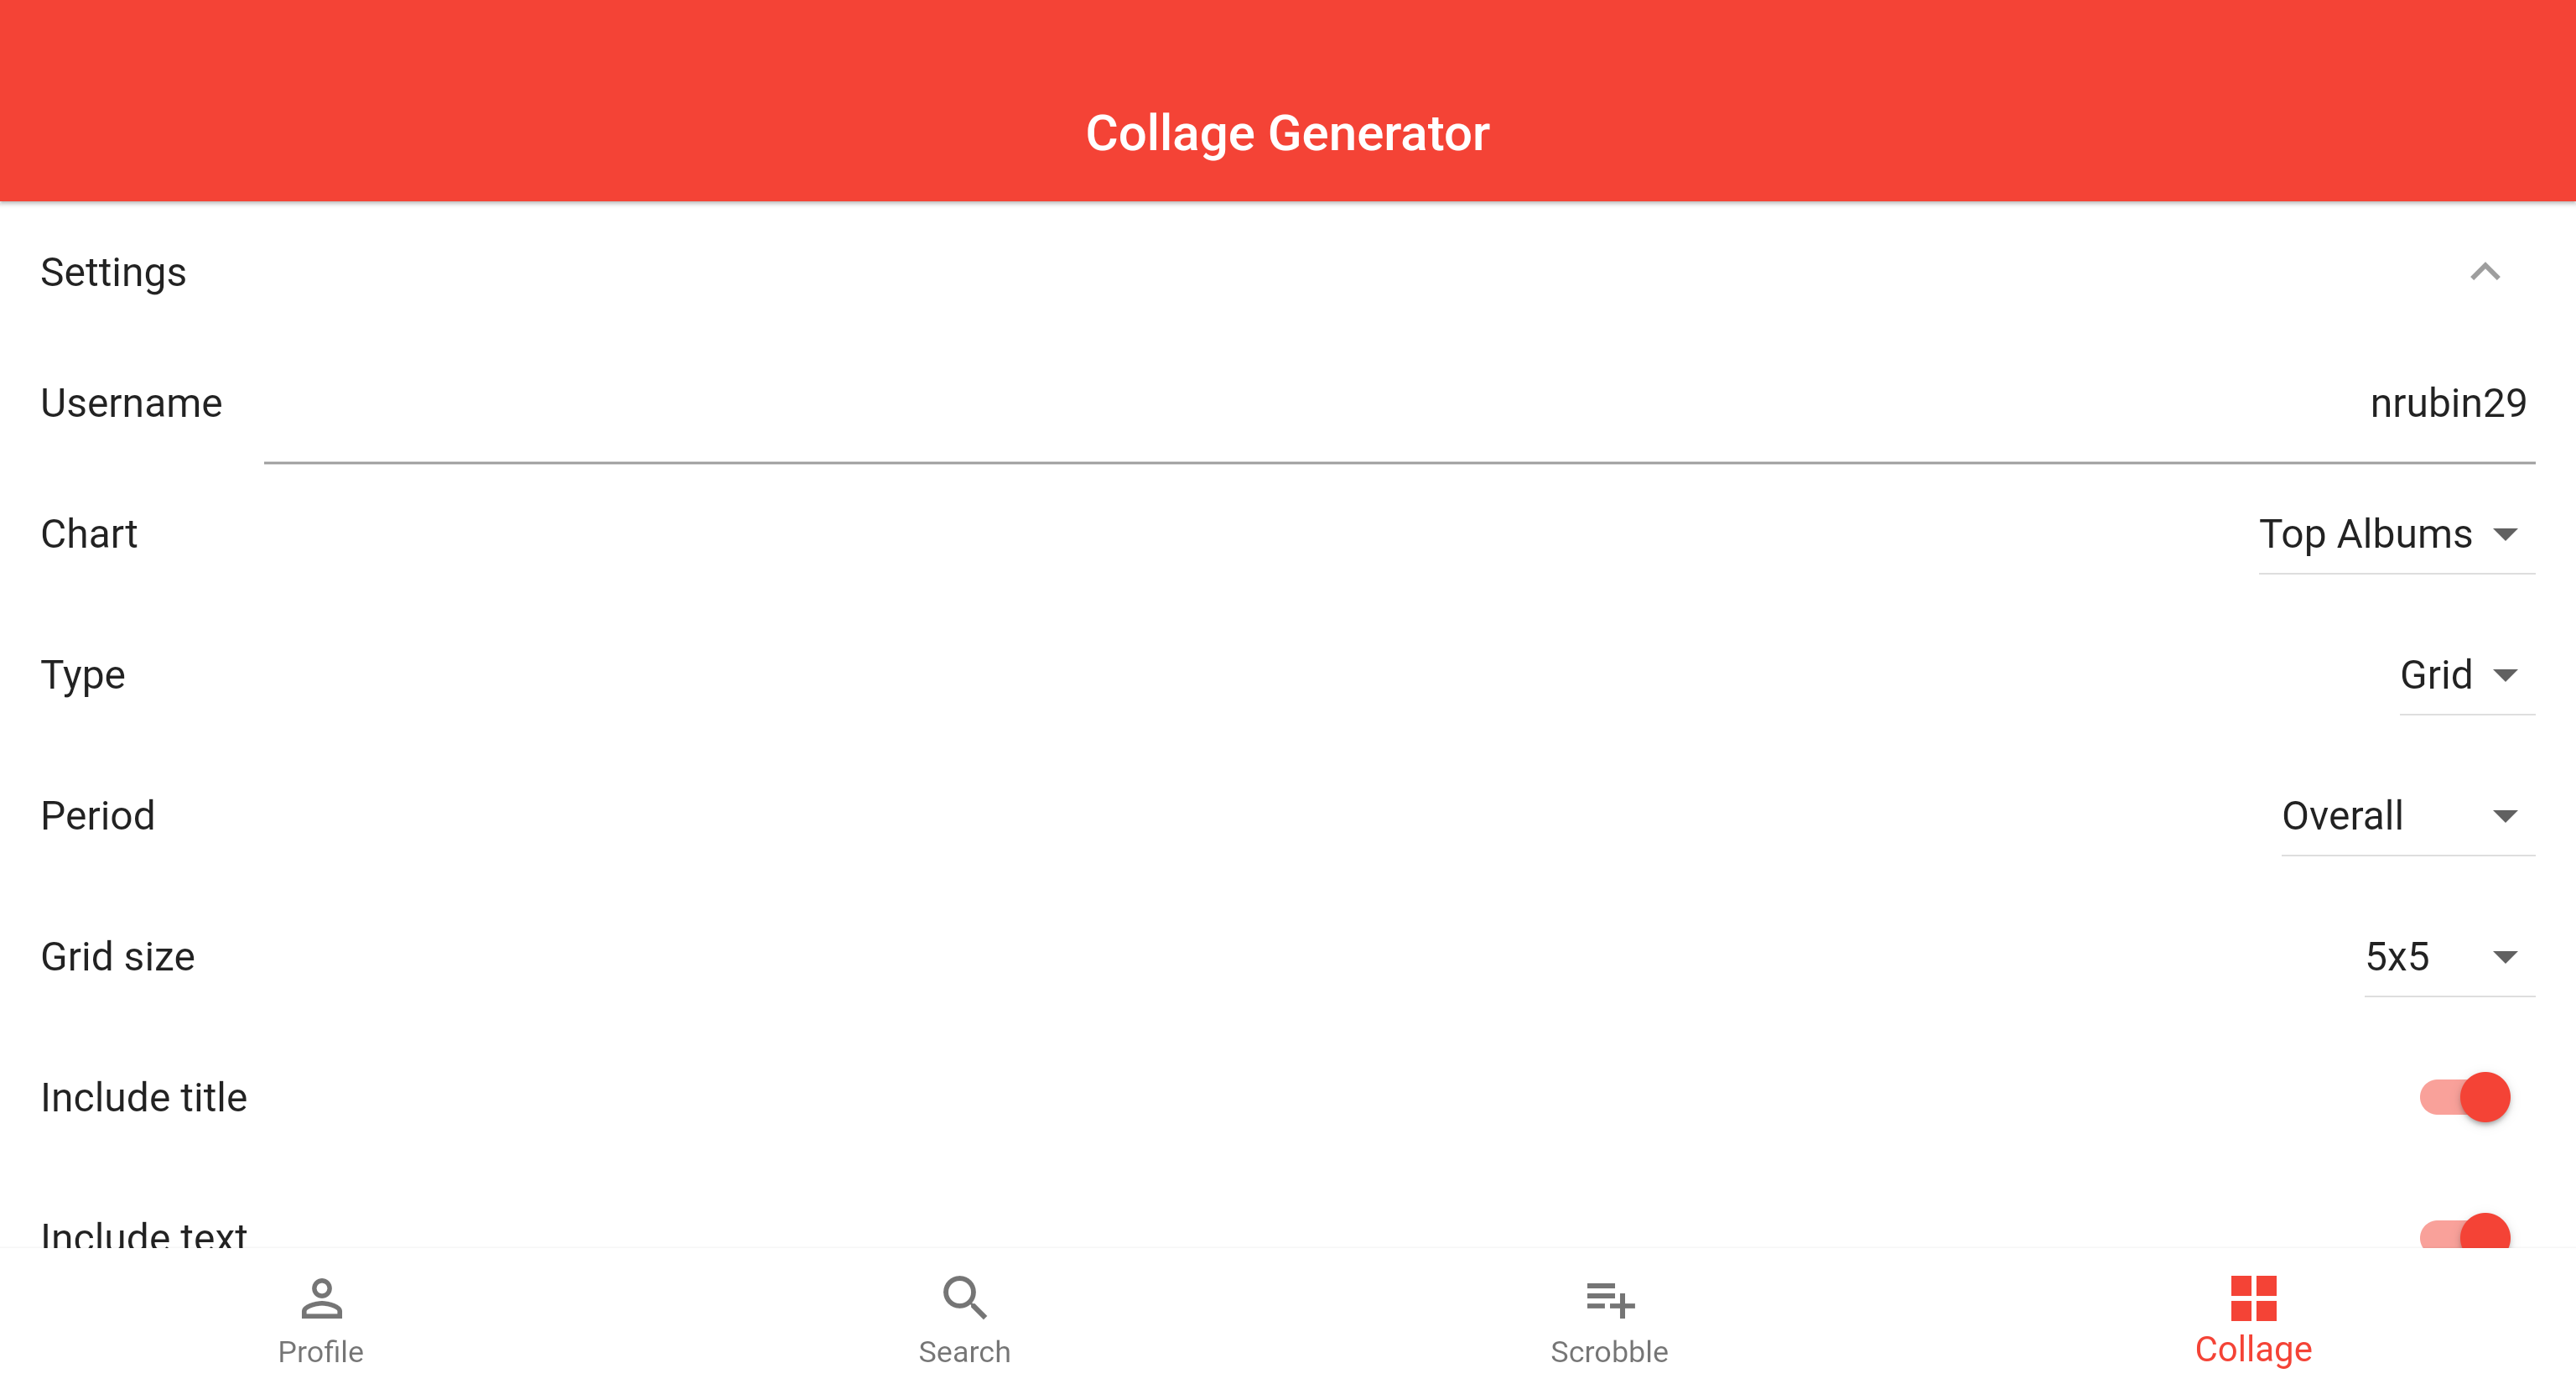 Collage Generator
Settings
Username nrubin29
Chart Top Albums
Type Grid
Period Overall
Grid size 5x5
Include title
Include text
Profile Search Scrobble Collage